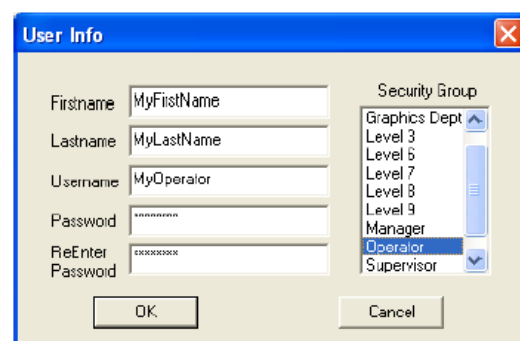 User Info
Firstname MyFirstName
Lastname MyLastName
Username MyOperator
Password ********
ReEnter Password ********
Security Group
Graphics Dept
Level 3
Level 6
Level 7
Level 8
Level 9
Manager
Operator
Supervisor
OK
Cancel